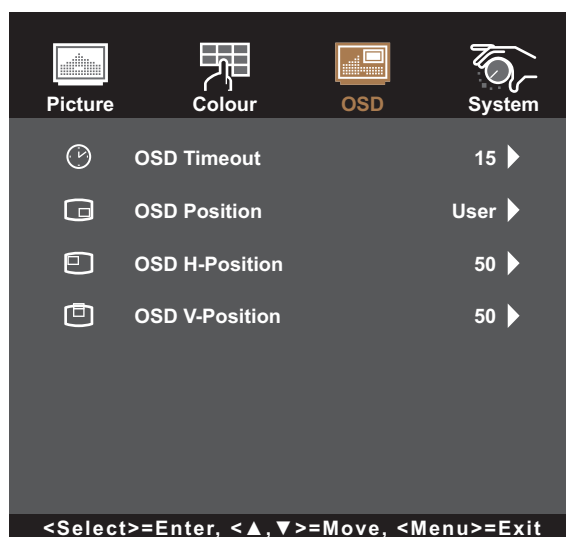 Picture Colour OSD System
OSD Timeout 15
OSD Position User
OSD H-Position 50
OSD V-Position 50
<Select>=Enter, <▲,▼>=Move, <Menu>=Exit